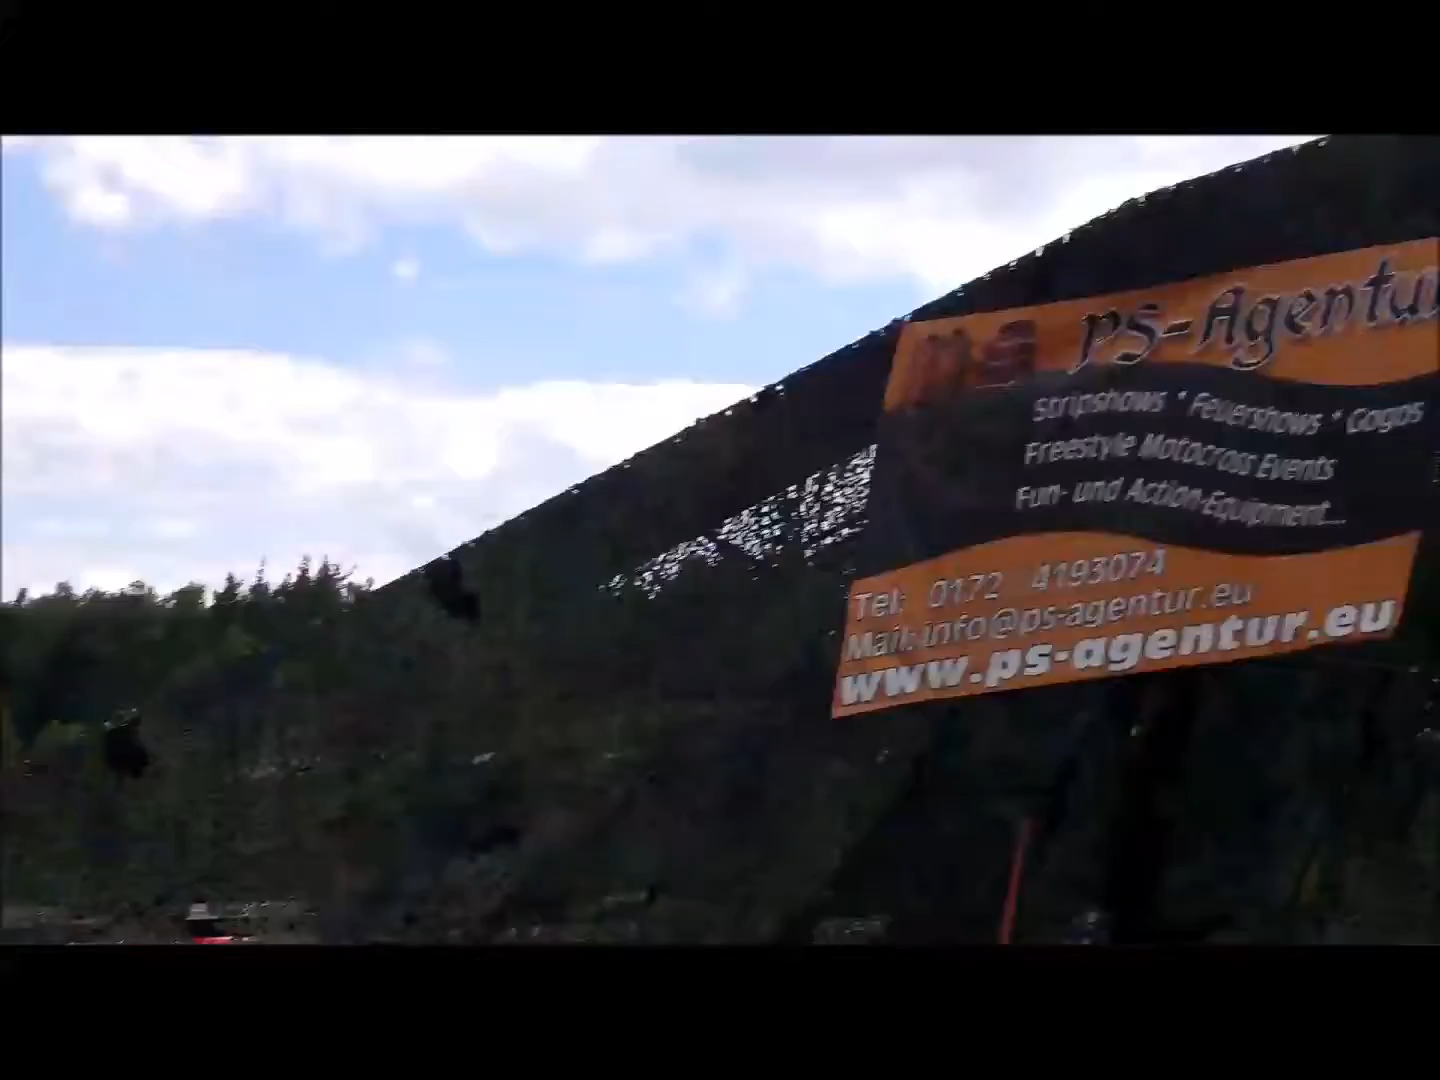 PS-Agentu
Stripshows * Feuershows * Gogos
Freestyle Motocross Events
Fun- und Action-Equipment...
Tel: 0172 4193074
Mail: info@ps-agentur.eu
www.ps-agentur.eu